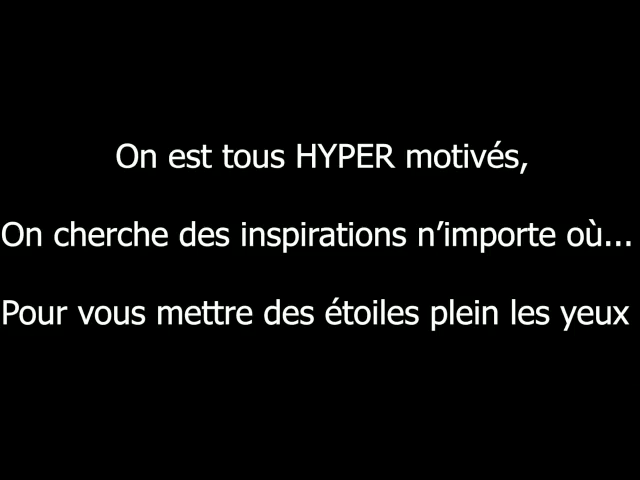 On est tous HYPER motivés,
On cherche des inspirations n’importe où...
Pour vous mettre des étoiles plein les yeux